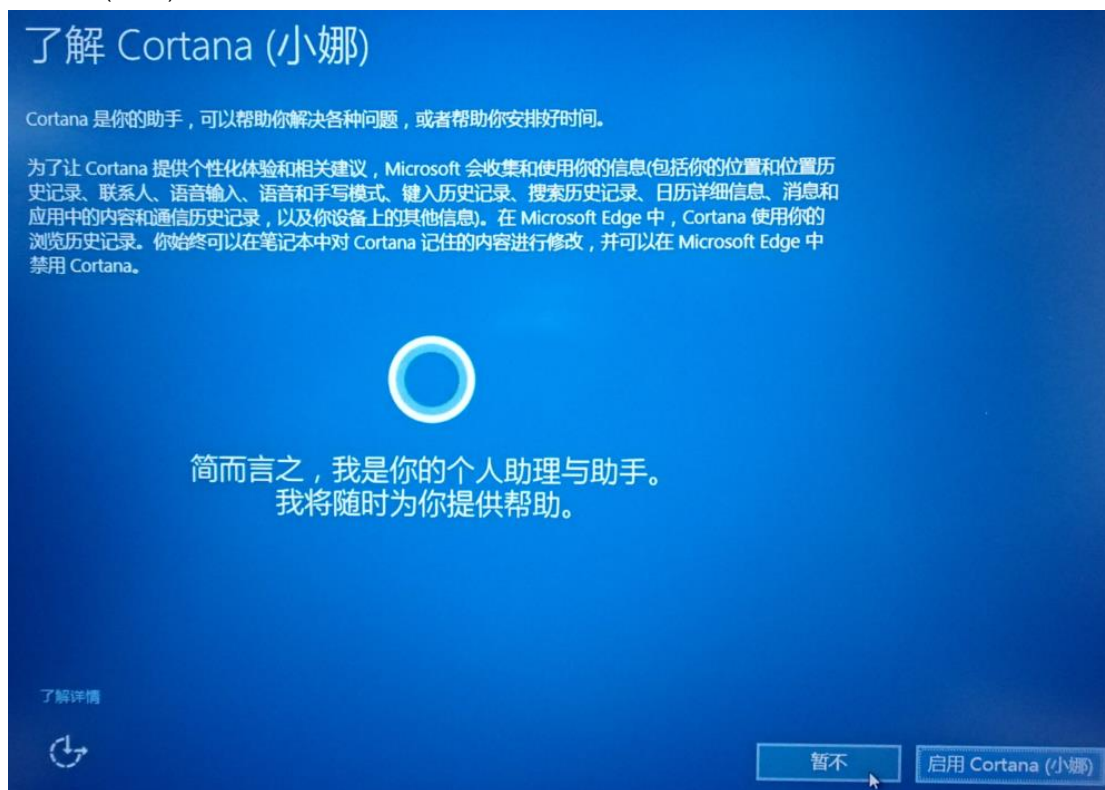 了解 Cortana (小娜)
Cortana 是你的助手，可以帮助你解决各种问题，或者帮助你安排好时间。
为了让 Cortana 提供个性化体验和相关建议，Microsoft 会收集和使用你的信息(包括你的位置和位置历
史记录、联系人、语音输入、语音和手写模式、键入历史记录、搜索历史记录、日历详细信息、消息和
应用中的内容和通信历史记录，以及你设备上的其他信息)。在 Microsoft Edge 中，Cortana 使用你的
浏览历史记录。你始终可以在笔记本中对 Cortana 记住的内容进行修改，并可以在 Microsoft Edge 中
禁用 Cortana。
简而言之，我是你的个人助理与助手。
我将随时为你提供帮助。
了解详情
暂不
启用 Cortana (小娜)